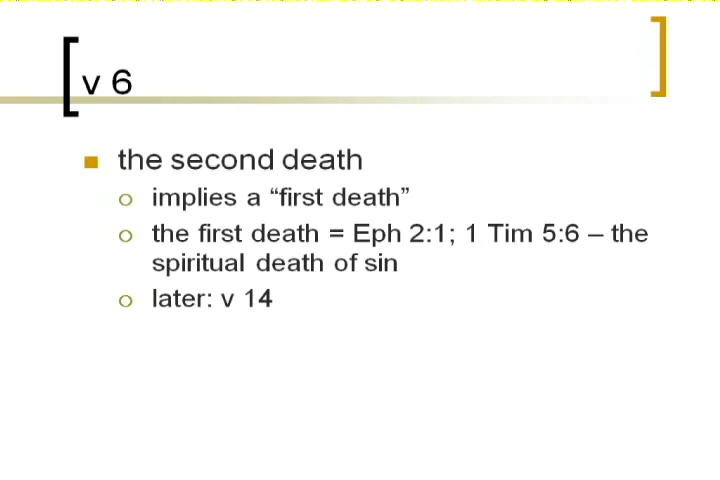 v 6
the second death
implies a “first death”
the first death = Eph 2:1; 1 Tim 5:6 – the
spiritual death of sin
later: v 14